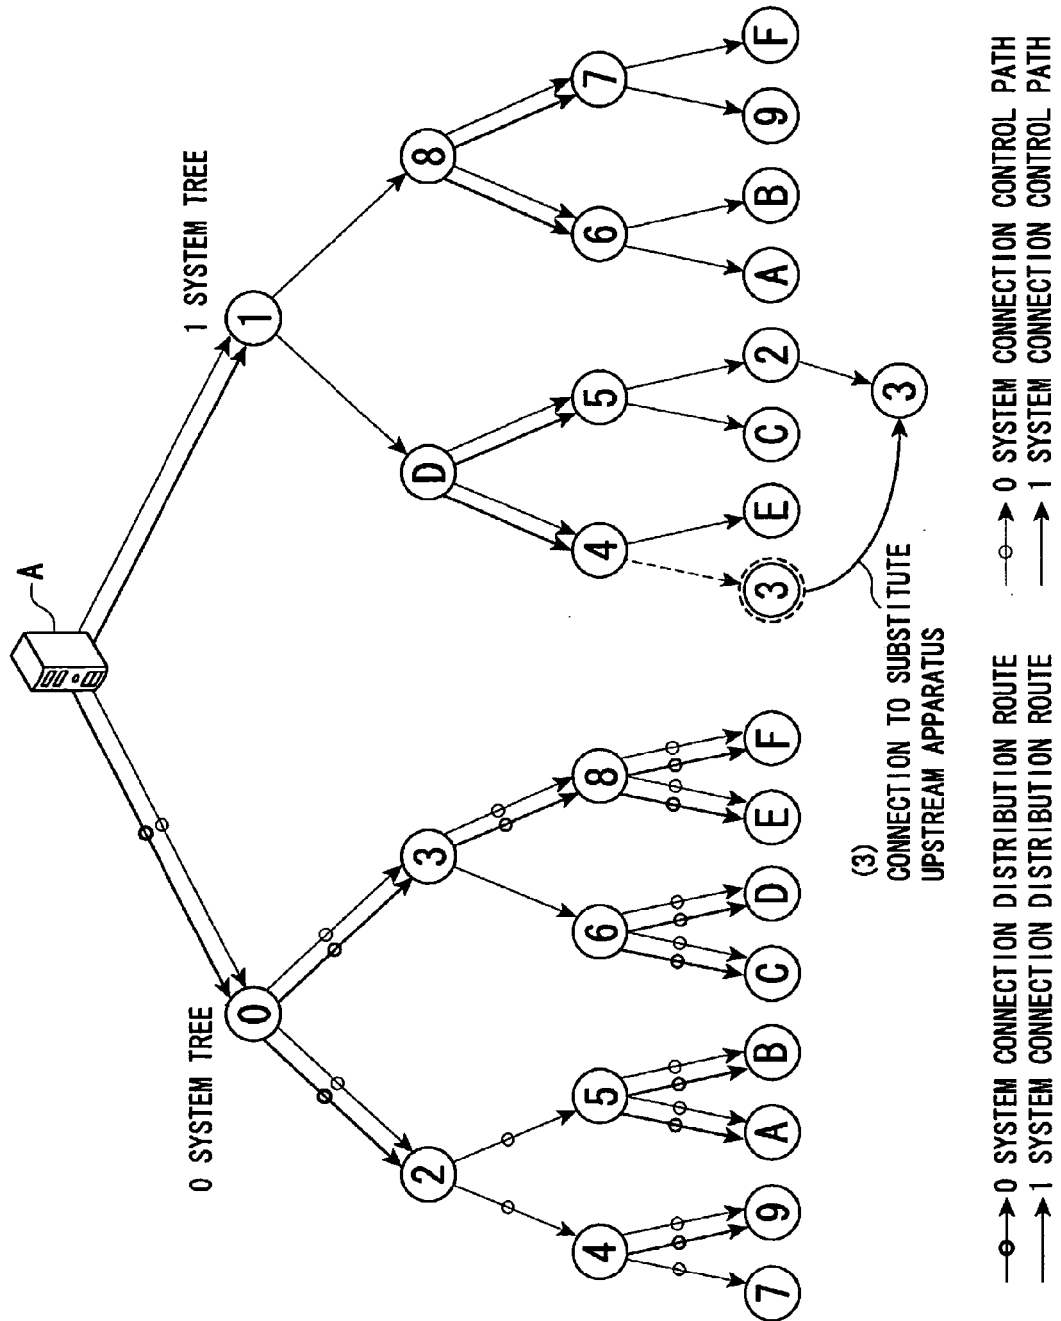 A
0 SYSTEM TREE
1 SYSTEM TREE
0
1
2
3
D
8
4
5
6
8
4
5
6
7
7
9
A
B
C
D
E
F
3
E
C
2
A
B
9
F
3
(3)
CONNECTION TO SUBSTITUTE
UPSTREAM APPARATUS
0 SYSTEM CONNECTION DISTRIBUTION ROUTE
0 SYSTEM CONNECTION CONTROL PATH
1 SYSTEM CONNECTION DISTRIBUTION ROUTE
1 SYSTEM CONNECTION CONTROL PATH